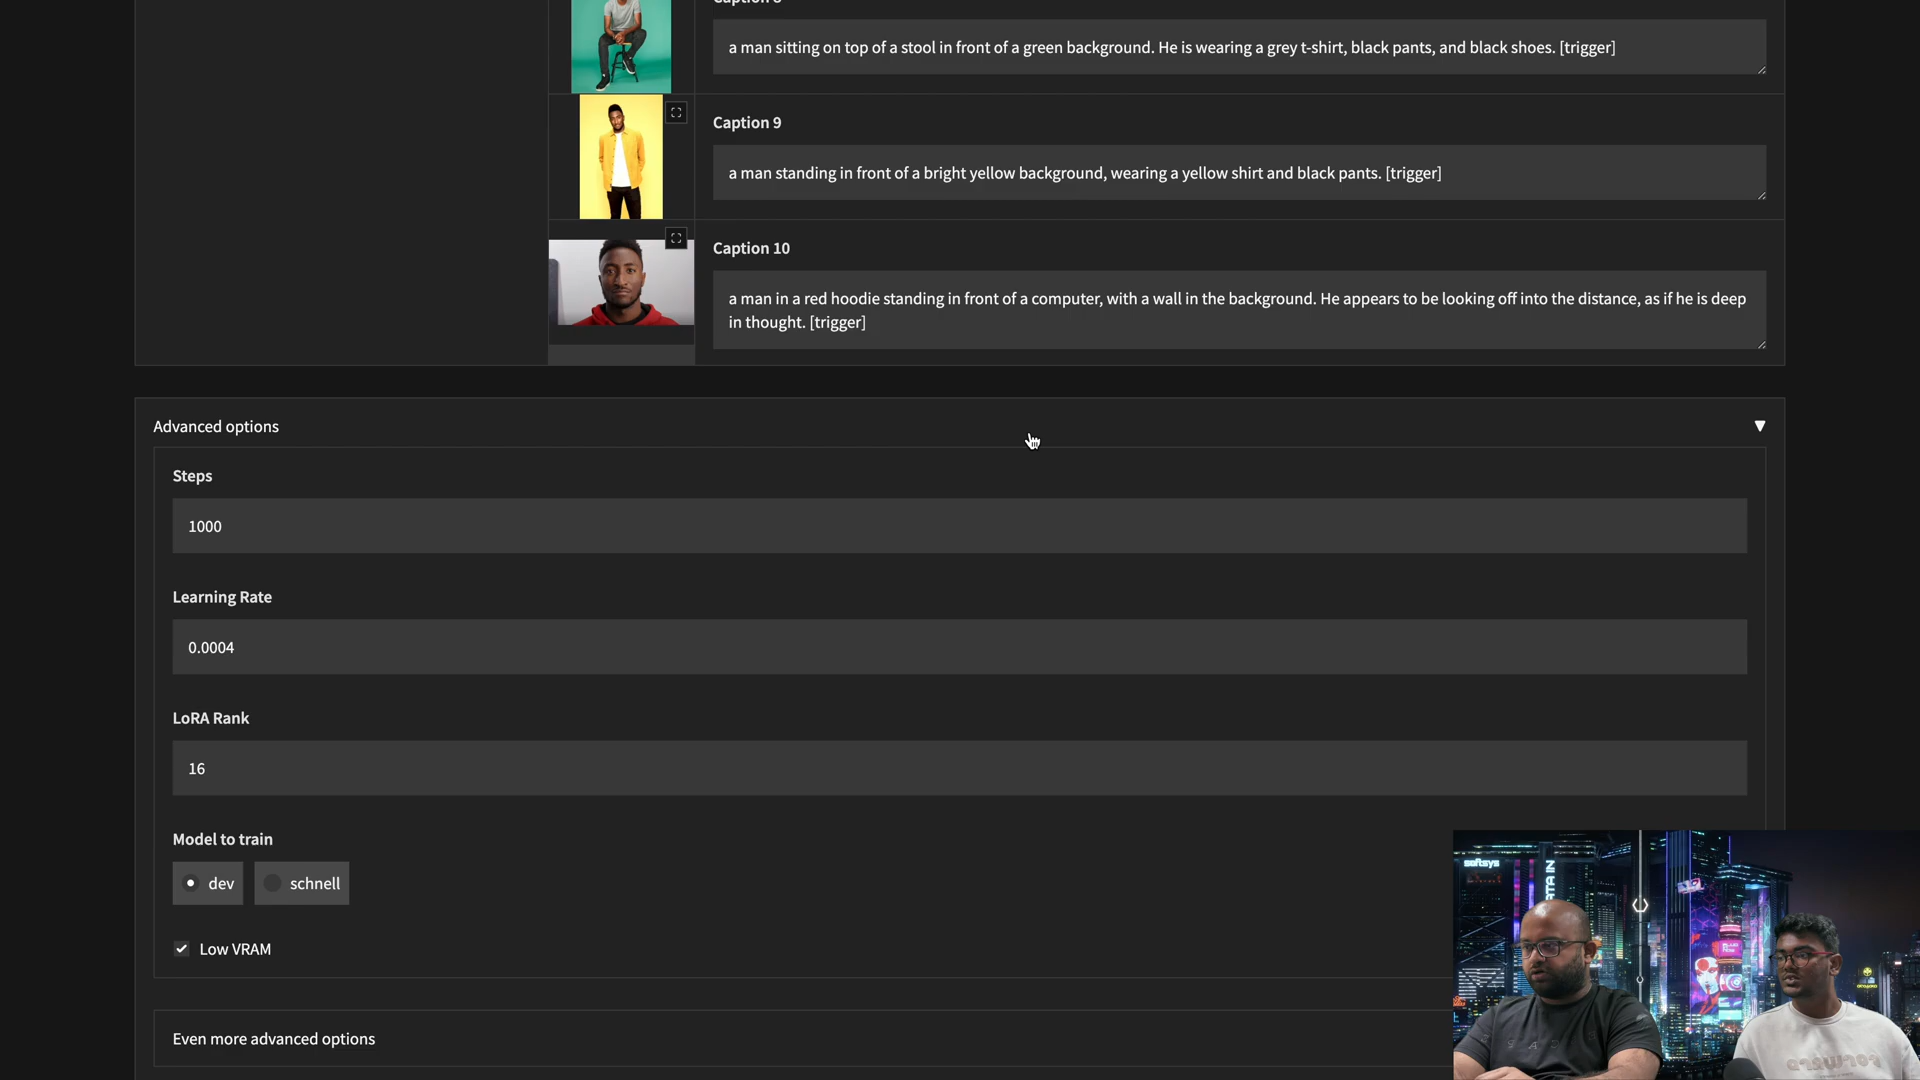 a man sitting on top of a stool in front of a green background. He is wearing a grey t-shirt, black pants, and black shoes. [trigger]
Caption 9
a man standing in front of a bright yellow background, wearing a yellow shirt and black pants. [trigger]
Caption 10
a man in a red hoodie standing in front of a computer, with a wall in the background. He appears to be looking off into the distance, as if he is deep
in thought. [trigger]
Advanced options
Steps
1000
Learning Rate
0.0004
LoRA Rank
16
Model to train
dev
schnell
Low VRAM
Even more advanced options
softsys